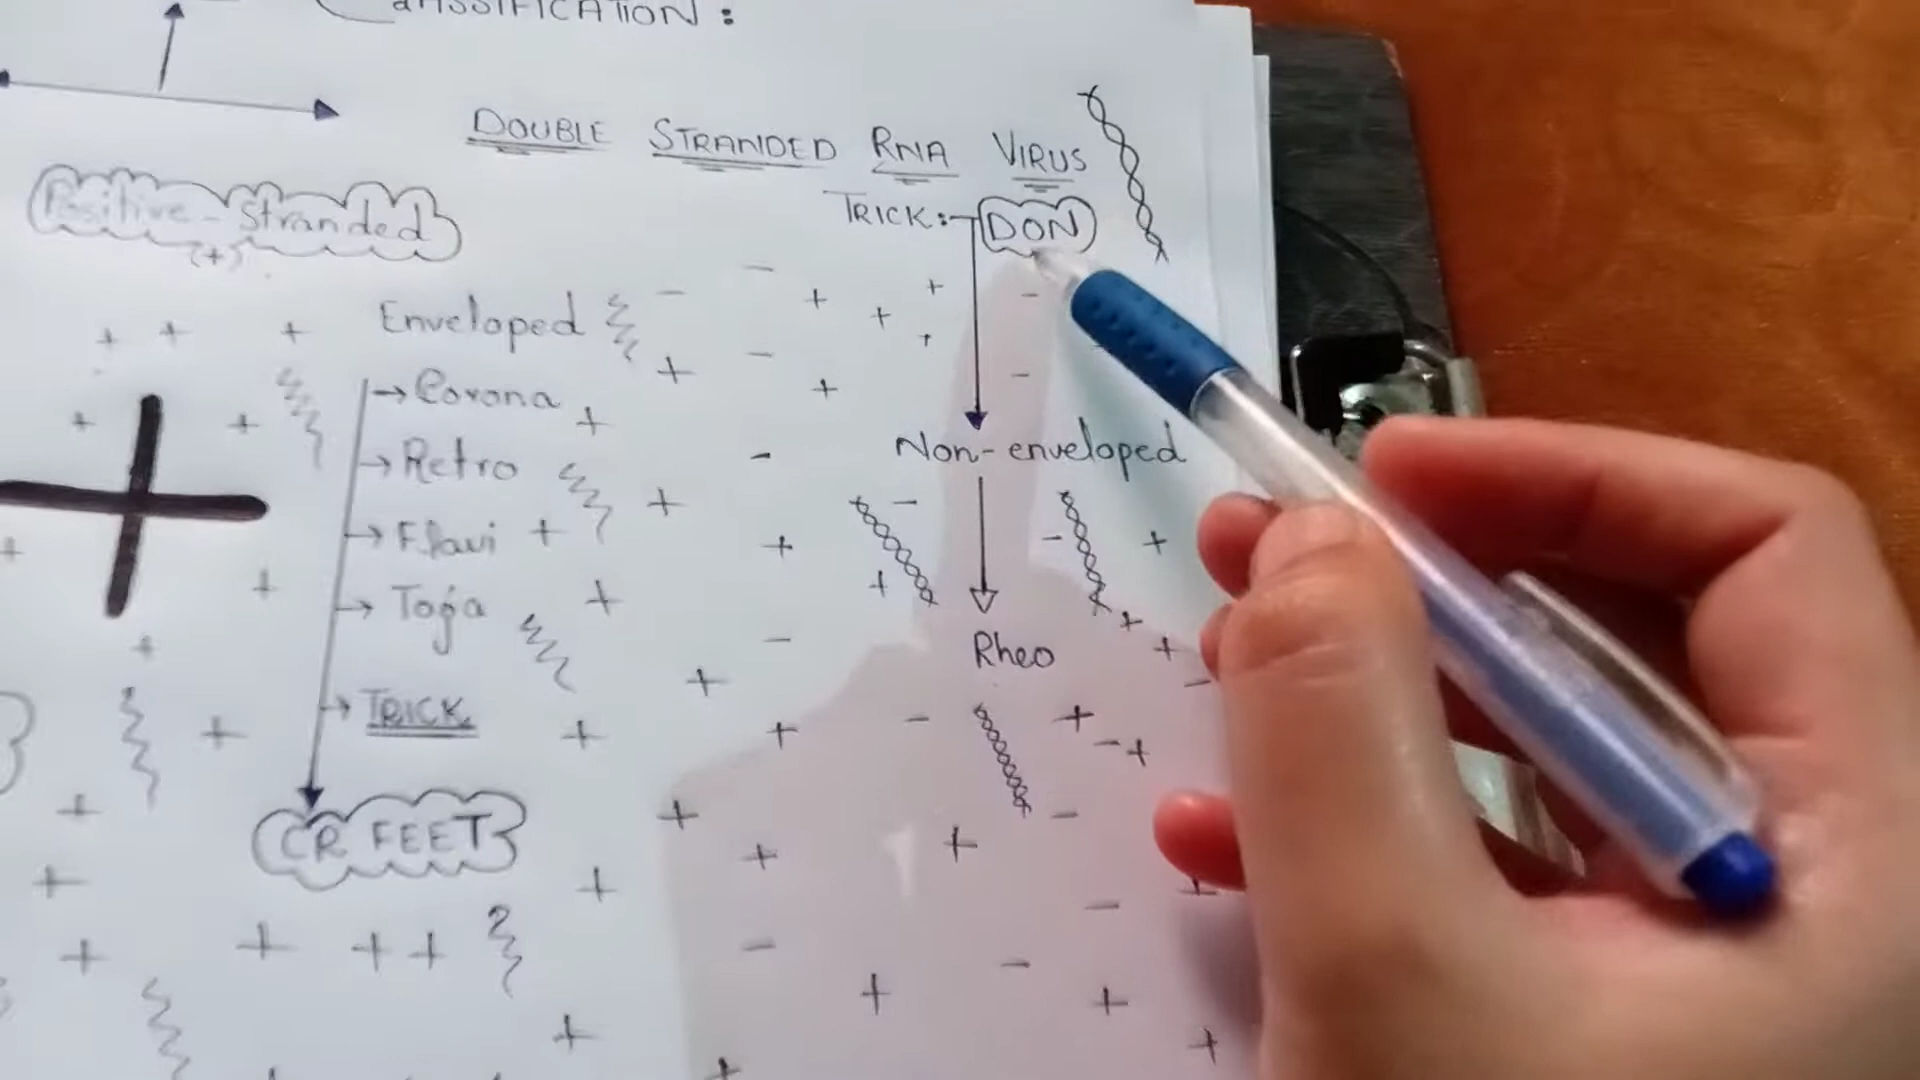 CLASSIFICATION :
DOUBLE STRANDED RNA VIRUS
TRICK :- DON
Non-enveloped
Rheo
Positive-Stranded
(+)
Enveloped
→ Corona
→ Retro
→ Flavi
→ Toga
→ TRICK
CR FEET